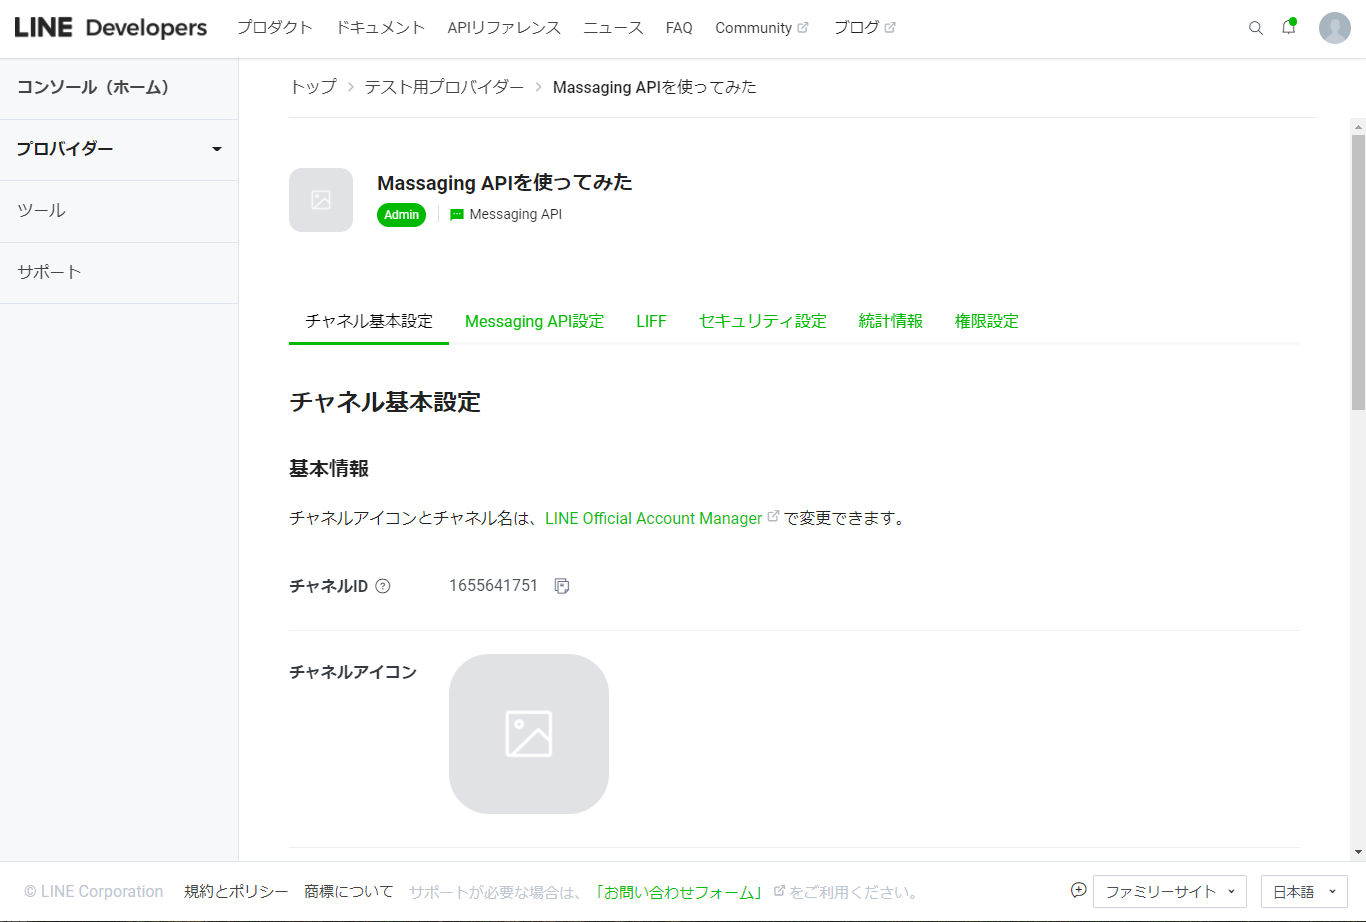 LINE Developers プロダクト ドキュメント APIリファレンス ニュース FAQ Community ブログ
コンソール（ホーム）
プロバイダー
ツール
サポート
トップ > テスト用プロバイダー > Massaging APIを使ってみた
Massaging APIを使ってみた
Admin Messaging API
チャネル基本設定 Messaging API設定 LIFF セキュリティ設定 統計情報 権限設定
チャネル基本設定
基本情報
チャネルアイコンとチャネル名は、LINE Official Account Manager で変更できます。
チャネルID ? 1655641751
チャネルアイコン
© LINE Corporation 規約とポリシー 商標について サポートが必要な場合は、「お問い合わせフォーム」 をご利用ください。 ファミリーサイト 日本語